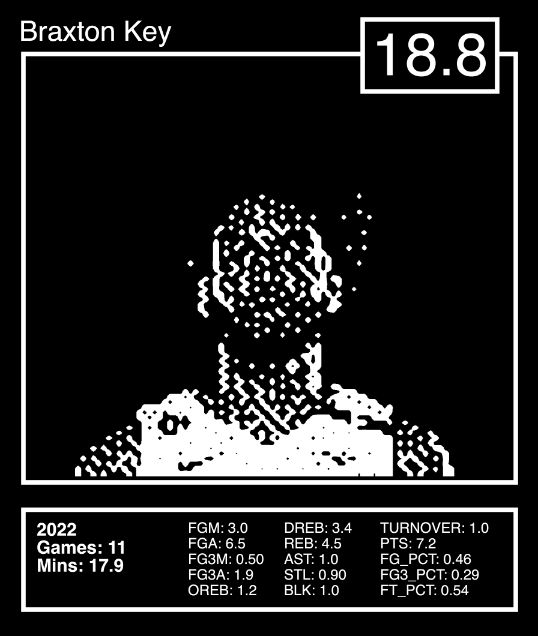 Braxton Key
18.8
2022
Games: 11
Mins: 17.9
FGM: 3.0
FGA: 6.5
FG3M: 0.50
FG3A: 1.9
OREB: 1.2
DREB: 3.4
REB: 4.5
AST: 1.0
STL: 0.90
BLK: 1.0
TURNOVER: 1.0
PTS: 7.2
FG_PCT: 0.46
FG3_PCT: 0.29
FT_PCT: 0.54